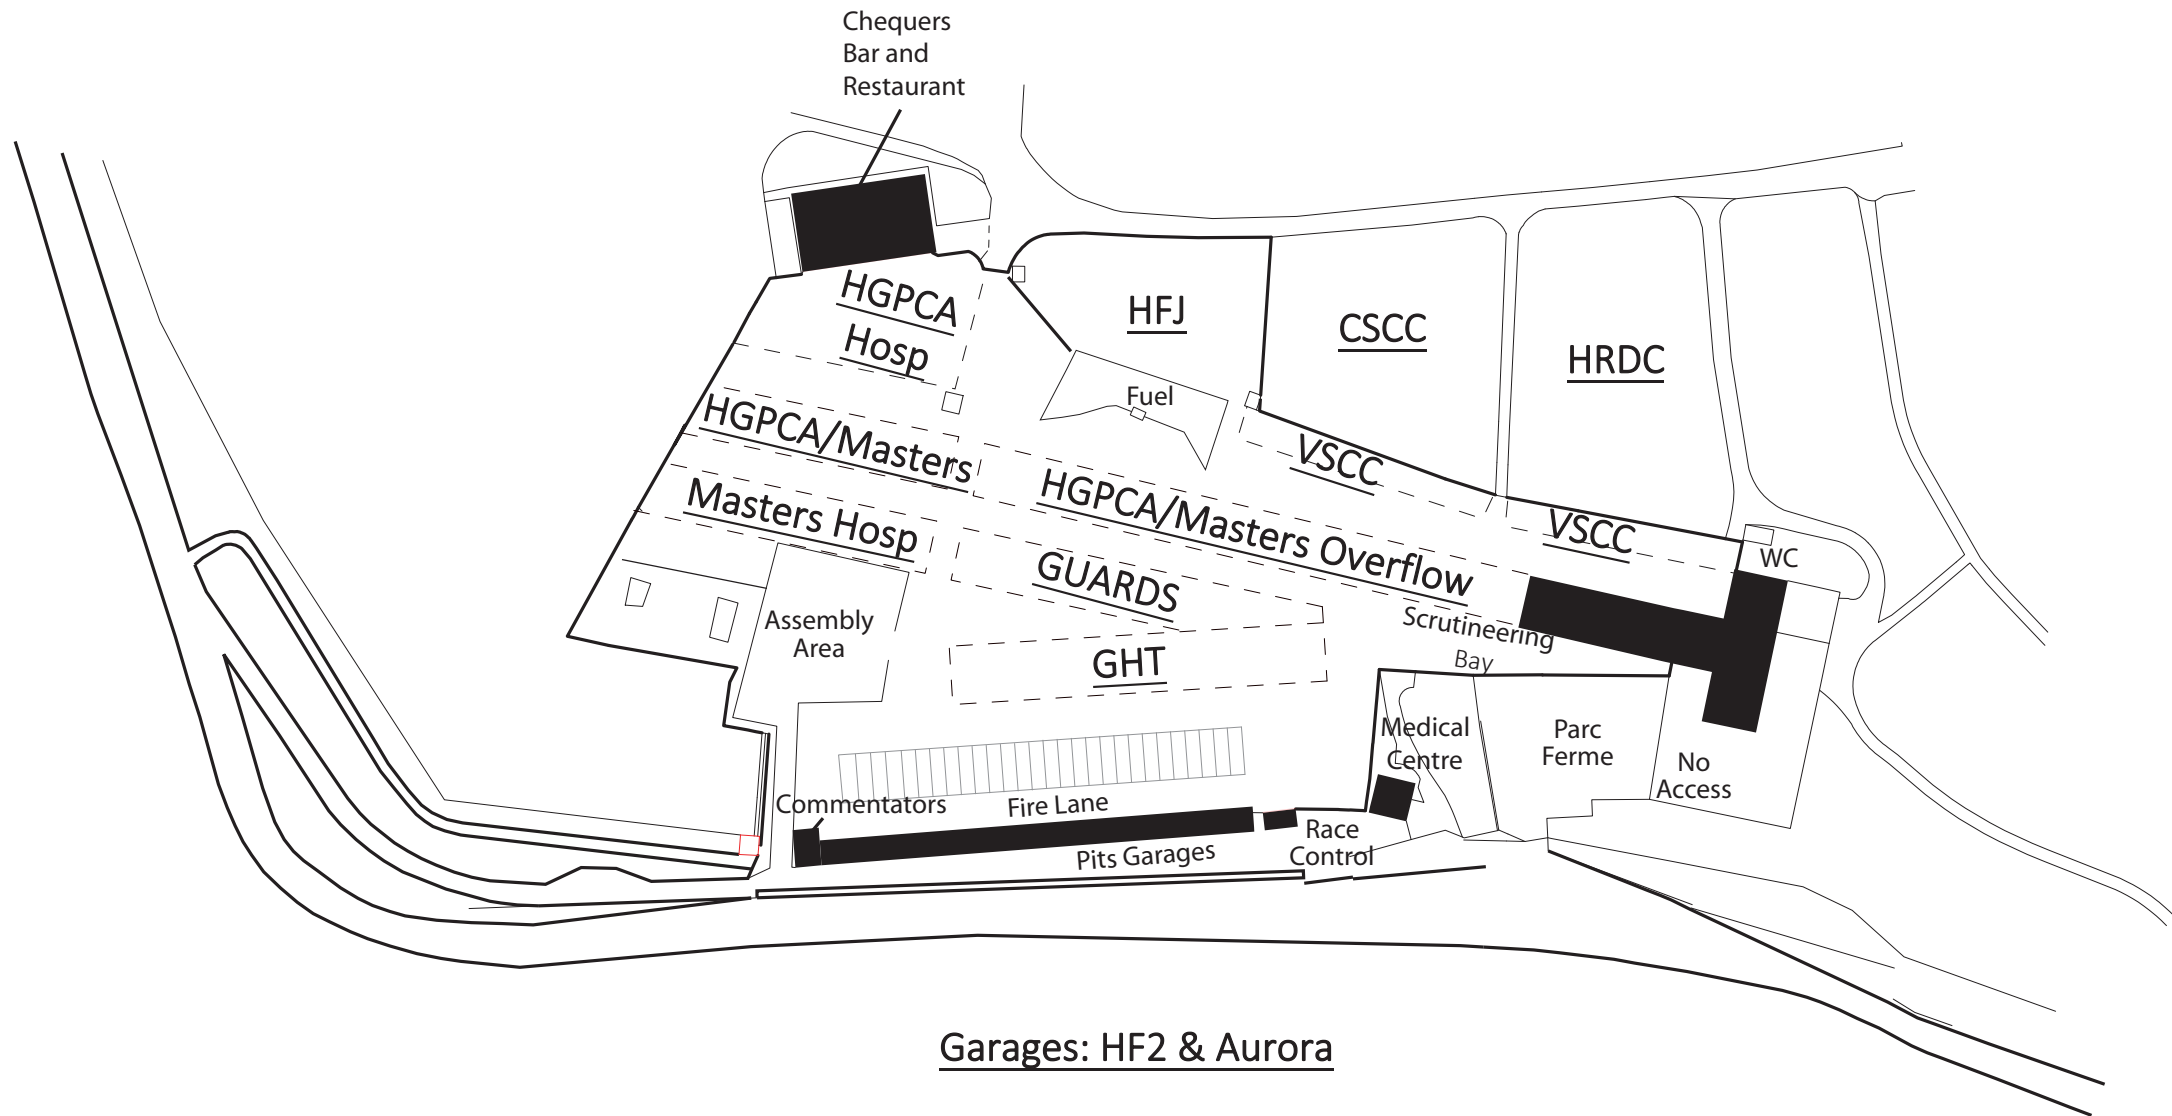 Chequers
Bar and
Restaurant
HGPCA
Hosp
HFJ
CSCC
HRDC
Fuel
HGPCA/Masters
VSCC
HGPCA/Masters Overflow
VSCC
Masters Hosp
WC
GUARDS
Assembly
Area
Scrutineering
Bay
GHT
Medical
Centre
Parc
Ferme
No
Access
Commentators
Fire Lane
Race
Control
Pits Garages
Garages: HF2 & Aurora